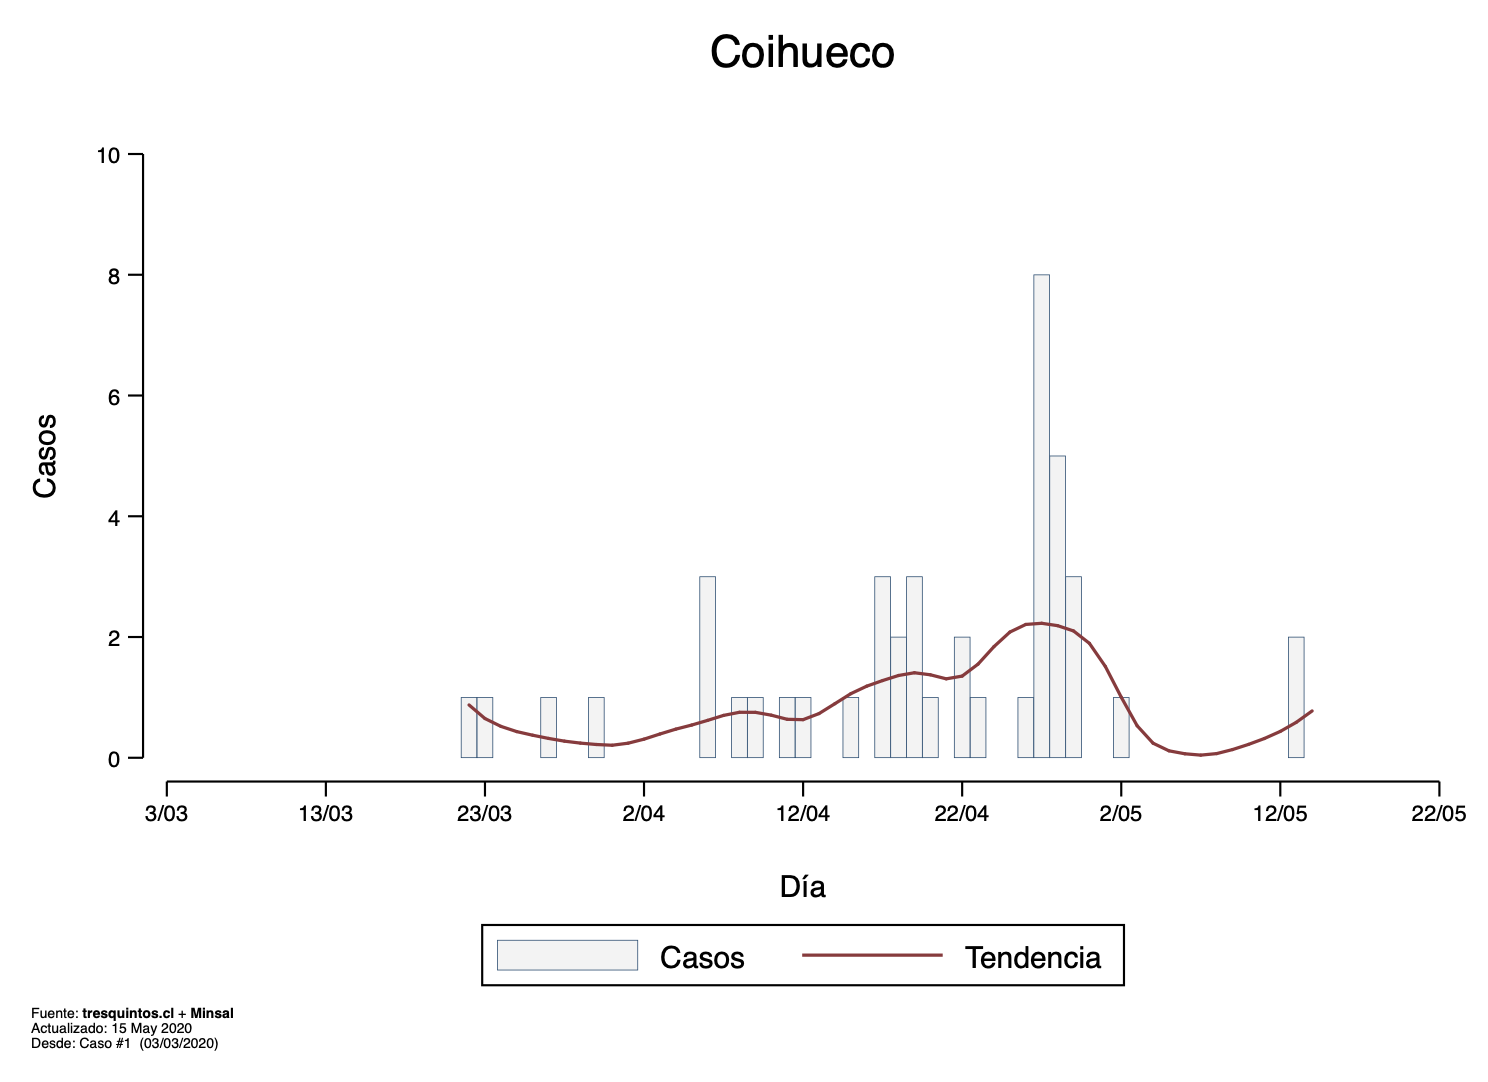 Coihueco
10
8
6
4
2
0
Casos
3/03 13/03 23/03 2/04 12/04 22/04 2/05 12/05 22/05
Día
Casos Tendencia
Fuente: tresquintos.cl + Minsal
Actualizado: 15 May 2020
Desde: Caso #1 (03/03/2020)